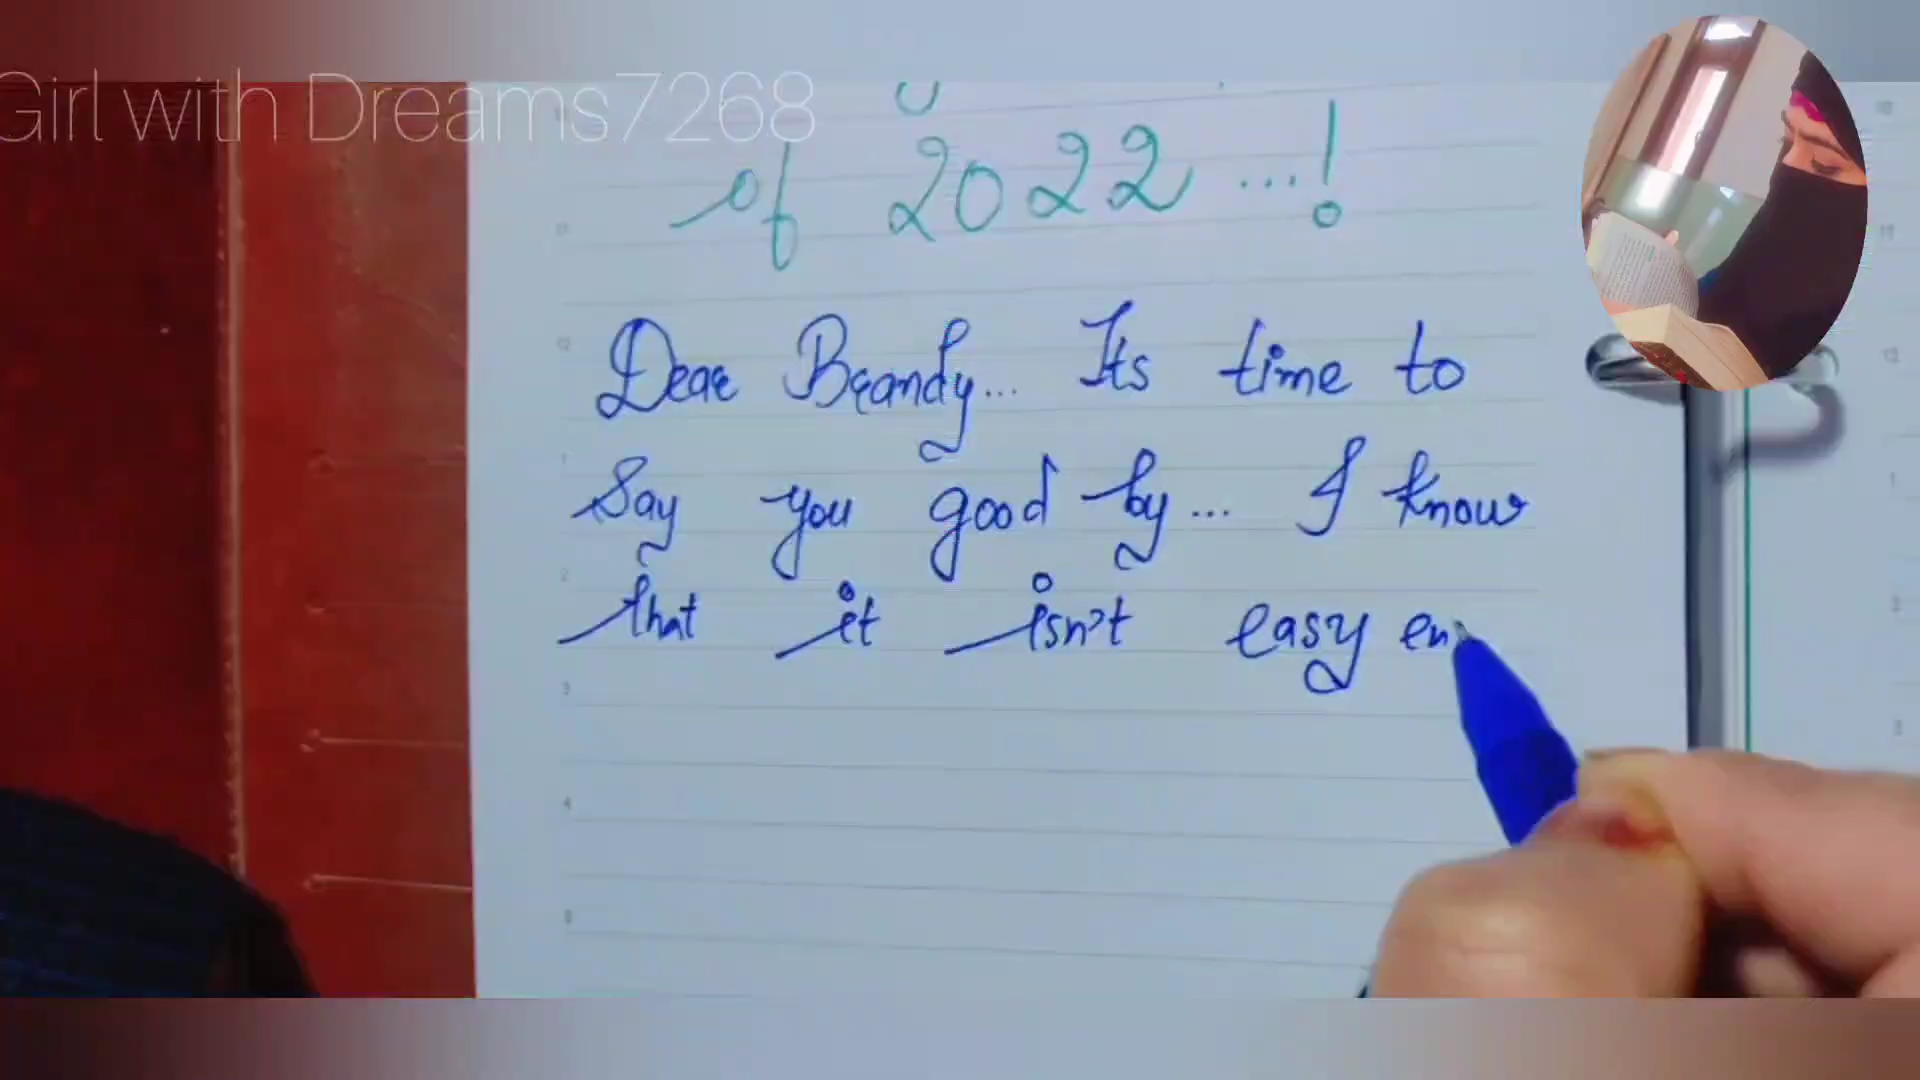 Girl with Dreams7268
of 2022 ...!
Dear Brandy... Its time to
Say you good by... I know
that it isn't easy en